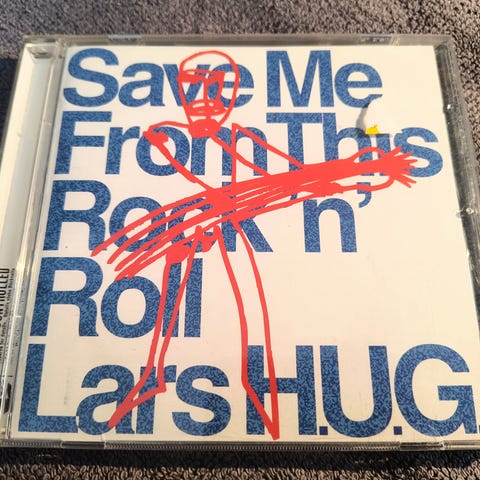 Save Me
From This
Rock 'n'
Roll
Lars H.U.G.